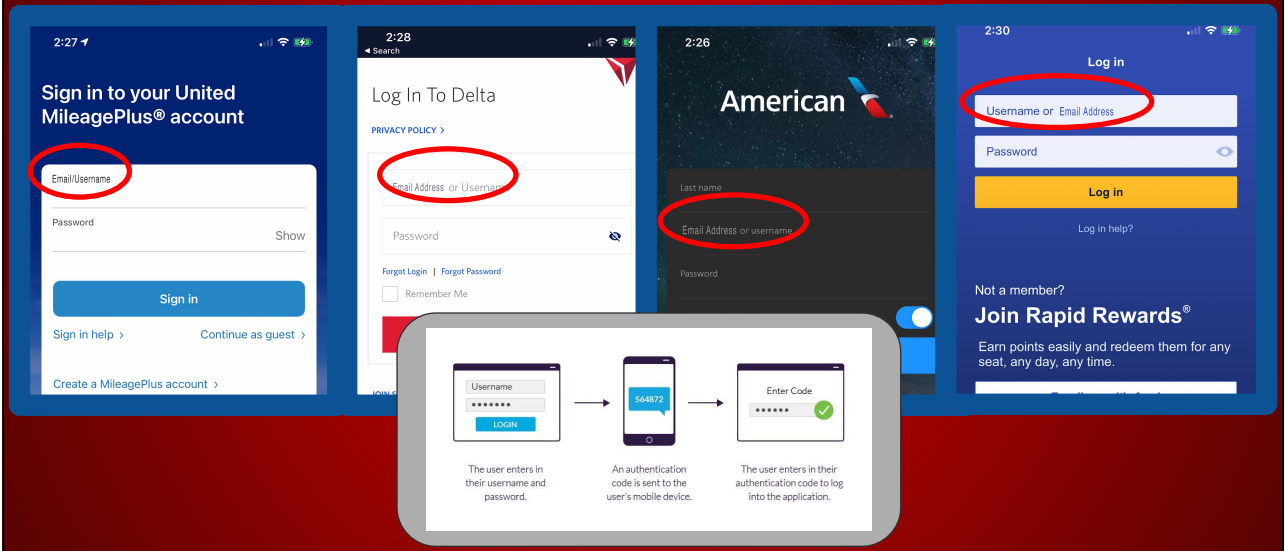 2:27
Sign in to your United
MileagePlus® account
Email/Username
Password
Show
Sign in
Sign in help >
Continue as guest >
Create a MileagePlus account >
2:28
◄ Search
Log In To Delta
PRIVACY POLICY >
Email Address or Username
Password
Forgot Login | Forgot Password
Remember Me
2:26
American
Last name
Email Address or username
Password
2:30
Log in
Username or Email Address
Password
Log in
Log in help?
Not a member?
Join Rapid Rewards®
Earn points easily and redeem them for any
seat, any day, any time.
Username
LOGIN
The user enters in
their username and
password.
564872
An authentication
code is sent to the
user's mobile device.
Enter Code
The user enters in their
authentication code to log
into the application.